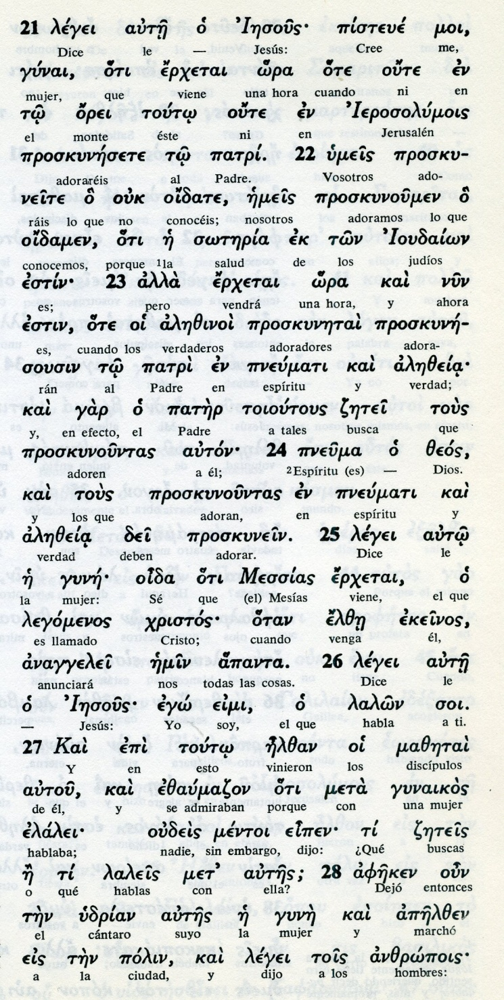 21 λέγει αὐτῇ ὁ Ἰησοῦς· πίστευέ μοι,
Dice le — Jesús: Cree me,
γύναι, ὅτι ἔρχεται ὥρα ὅτε οὔτε ἐν
mujer, que viene una hora cuando ni en
τῷ ὄρει τούτῳ οὔτε ἐν Ἱεροσολύμοις
el monte éste ni en Jerusalén
προσκυνήσετε τῷ πατρί. 22 ὑμεῖς προσκυ-
adoraréis al Padre. Vosotros ado-
νεῖτε ὃ οὐκ οἴδατε, ἡμεῖς προσκυνοῦμεν ὃ
ráis lo que no conocéis; nosotros adoramos lo que
οἴδαμεν, ὅτι ἡ σωτηρία ἐκ τῶν Ἰουδαίων
conocemos, porque ¹la salud de los judíos
ἐστίν· 23 ἀλλὰ ἔρχεται ὥρα καὶ νῦν
es; pero vendrá una hora, y ahora
ἐστιν, ὅτε οἱ ἀληθινοὶ προσκυνηταὶ προσκυνή-
es, cuando los verdaderos adoradores adora-
σουσιν τῷ πατρὶ ἐν πνεύματι καὶ ἀληθείᾳ·
rán al Padre en espíritu y verdad;
καὶ γὰρ ὁ πατὴρ τοιούτους ζητεῖ τοὺς
y, en efecto, el Padre a tales busca que
προσκυνοῦντας αὐτόν· 24 πνεῦμα ὁ θεός,
adoren a él; ²Espíritu (es) — Dios.
καὶ τοὺς προσκυνοῦντας ἐν πνεύματι καὶ
y los que adoran, en espíritu y
ἀληθείᾳ δεῖ προσκυνεῖν. 25 λέγει αὐτῷ
verdad deben adorar. Dice le
ἡ γυνή· οἶδα ὅτι Μεσσίας ἔρχεται, ὁ
la mujer: Sé que (el) Mesías viene, el que
λεγόμενος χριστός· ὅταν ἔλθῃ ἐκεῖνος,
es llamado Cristo; cuando venga él,
ἀναγγελεῖ ἡμῖν ἅπαντα. 26 λέγει αὐτῇ
anunciará nos todas las cosas. Dice le
ὁ Ἰησοῦς· ἐγώ εἰμι, ὁ λαλῶν σοι.
— Jesús: Yo soy, el que habla a ti.
27 Καὶ ἐπὶ τούτῳ ἦλθαν οἱ μαθηταὶ
Y en esto vinieron los discípulos
αὐτοῦ, καὶ ἐθαύμαζον ὅτι μετὰ γυναικὸς
de él, y se admiraban porque con una mujer
ἐλάλει· οὐδεὶς μέντοι εἶπεν· τί ζητεῖς
hablaba; nadie, sin embargo, dijo: ¿Qué buscas
ἢ τί λαλεῖς μετ αὐτῆς; 28 ἀφῆκεν οὖν
o qué hablas con ella? Dejó entonces
τὴν ὑδρίαν αὐτῆς ἡ γυνὴ καὶ ἀπῆλθεν
el cántaro suyo la mujer y marchó
εἰς τὴν πόλιν, καὶ λέγει τοῖς ἀνθρώποις·
a la ciudad, y dijo a los hombres: